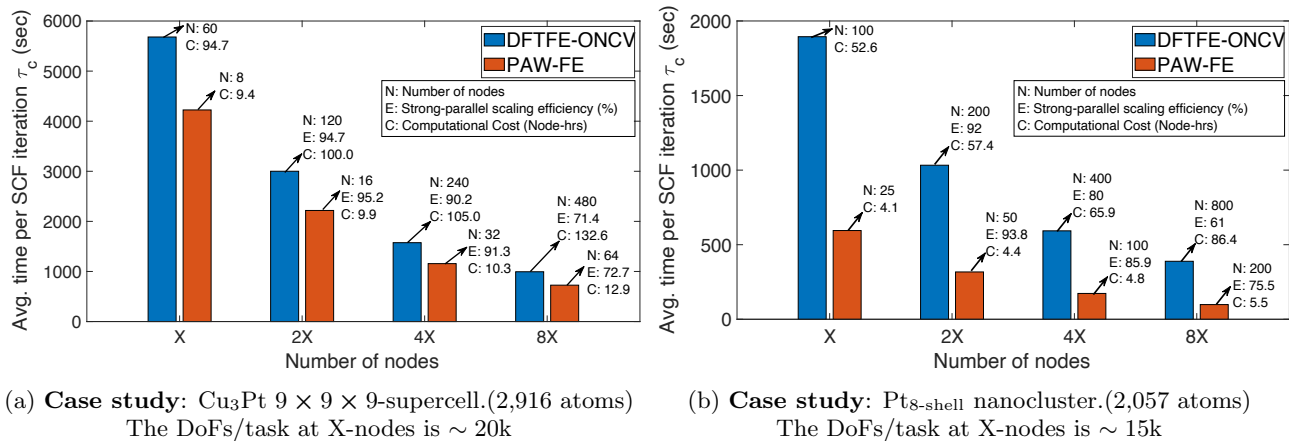 Avg. time per SCF iteration τc (sec)
6000
5000
4000
3000
2000
1000
0
N: 60
C: 94.7
N: 8
C: 9.4
N: 120
E: 94.7
C: 100.0
N: 16
E: 95.2
C: 9.9
N: 240
E: 90.2
C: 105.0
N: 32
E: 91.3
C: 10.3
N: 480
E: 71.4
C: 132.6
N: 64
E: 72.7
C: 12.9
DFTFE-ONCV
PAW-FE
N: Number of nodes
E: Strong-parallel scaling efficiency (%)
C: Computational Cost (Node-hrs)
X 2X 4X 8X
Number of nodes
(a) Case study: Cu₃Pt 9 × 9 × 9-supercell.(2,916 atoms)
The DoFs/task at X-nodes is ∼ 20k
Avg. time per SCF iteration τc (sec)
2000
1500
1000
500
0
N: 100
C: 52.6
N: 25
C: 4.1
N: 200
E: 92
C: 57.4
N: 50
E: 93.8
C: 4.4
N: 400
E: 80
C: 65.9
N: 100
E: 85.9
C: 4.8
N: 800
E: 61
C: 86.4
N: 200
E: 75.5
C: 5.5
DFTFE-ONCV
PAW-FE
N: Number of nodes
E: Strong-parallel scaling efficiency (%)
C: Computational Cost (Node-hrs)
X 2X 4X 8X
Number of nodes
(b) Case study: Pt8-shell nanocluster.(2,057 atoms)
The DoFs/task at X-nodes is ∼ 15k